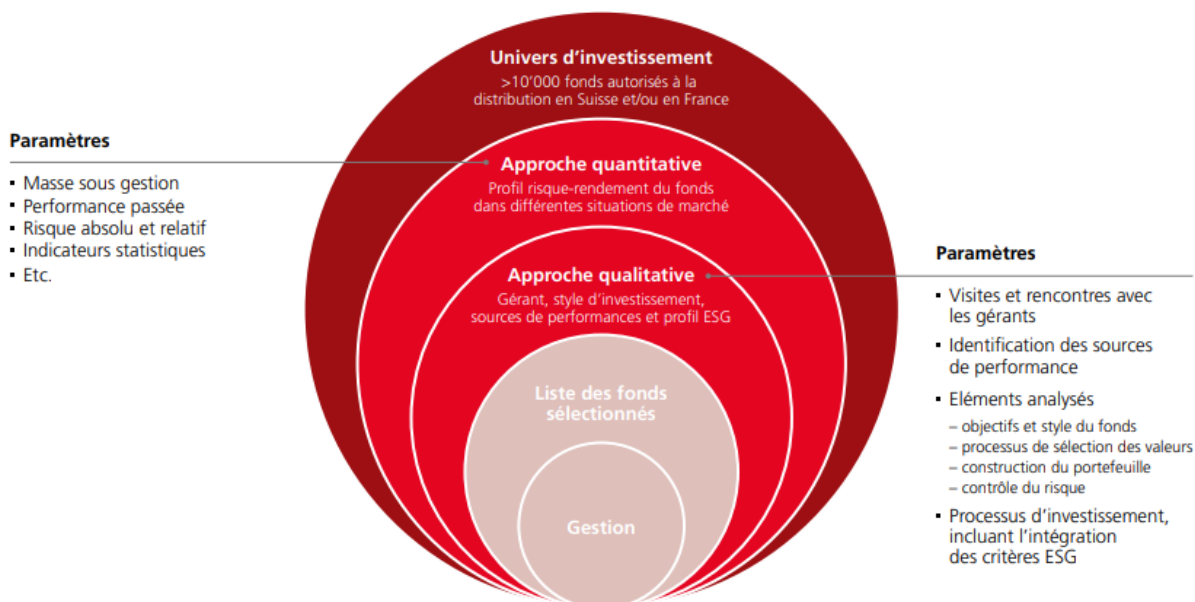 Univers d'investissement
>10'000 fonds autorisés à la
distribution en Suisse et/ou en France
Paramètres
▪ Masse sous gestion
▪ Performance passée
▪ Risque absolu et relatif
▪ Indicateurs statistiques
▪ Etc.
Approche quantitative
Profil risque-rendement du fonds
dans différentes situations de marché
Approche qualitative
Gérant, style d'investissement,
sources de performances et profil ESG
Paramètres
▪ Visites et rencontres avec
les gérants
▪ Identification des sources
de performance
▪ Eléments analysés
– objectifs et style du fonds
– processus de sélection des valeurs
– construction du portefeuille
– contrôle du risque
▪ Processus d'investissement,
incluant l'intégration
des critères ESG
Liste des fonds
sélectionnés
Gestion